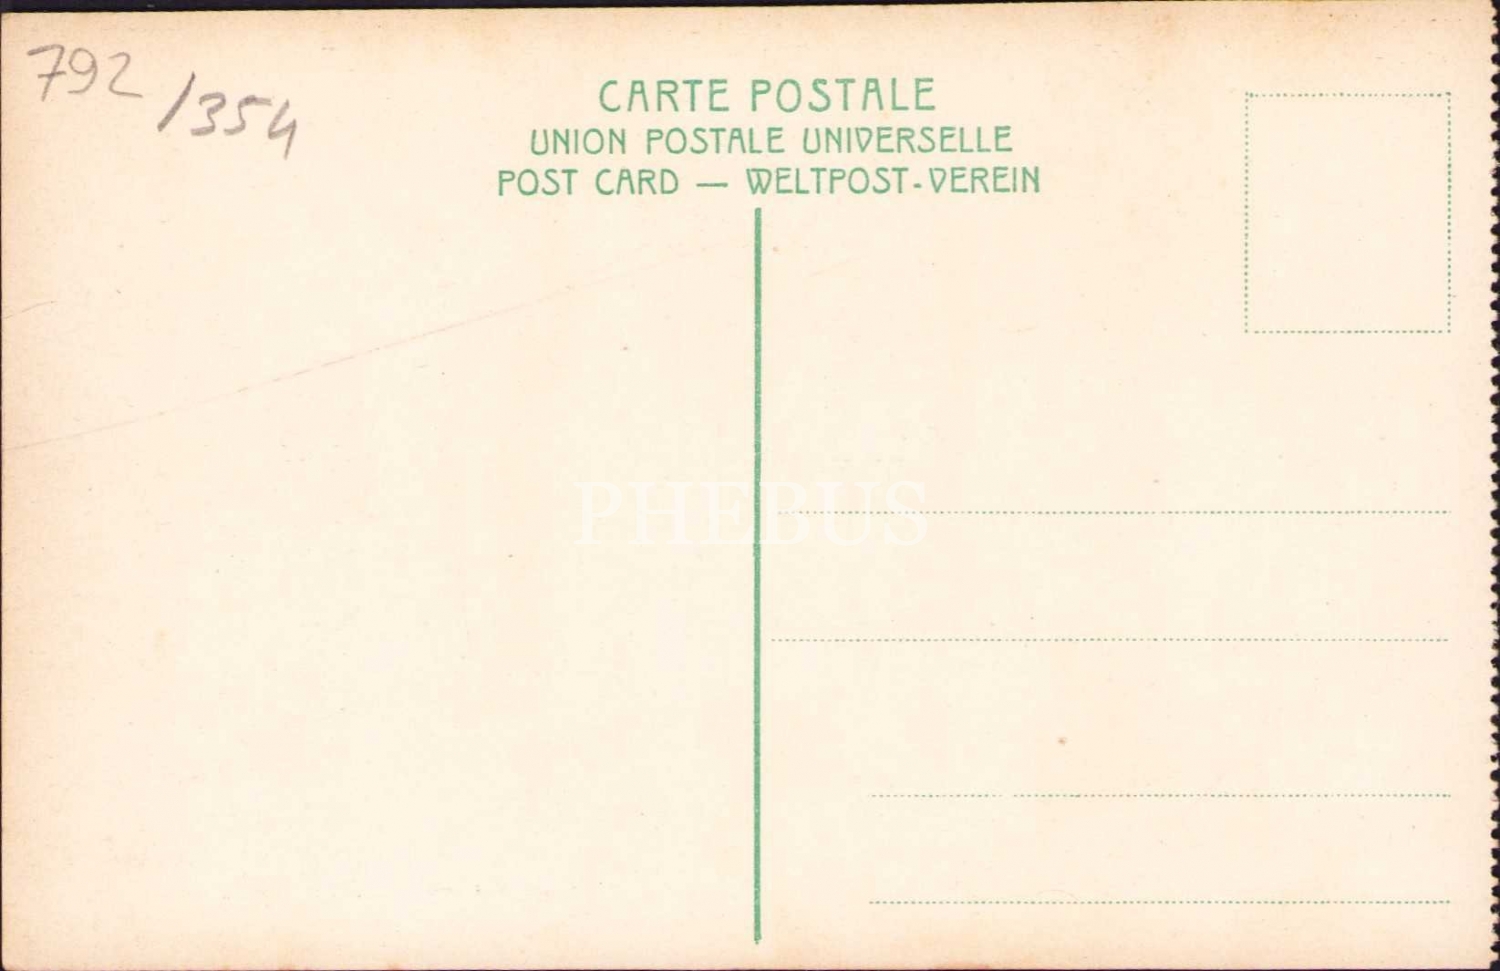 792
/354
CARTE POSTALE
UNION POSTALE UNIVERSELLE
POST CARD — WELTPOST-VEREIN
PHEBUS